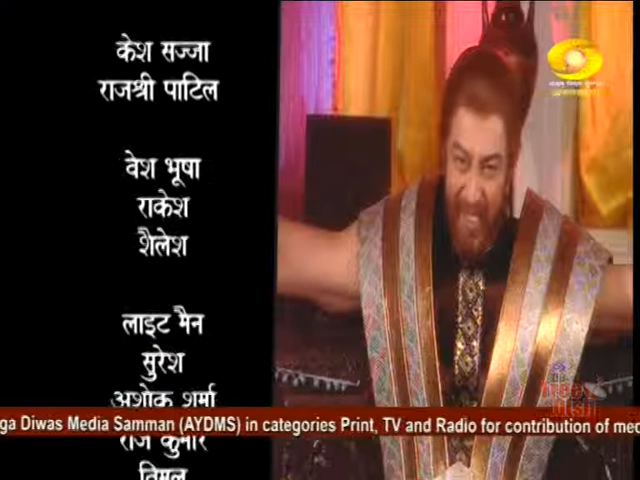 केश सज्जा
राजश्री पाटिल
वेश भूषा
राकेश
शैलेश
लाइट मैन
सुरेश
अशोक शर्मा
ga Diwas Media Samman (AYDMS) in categories Print, TV and Radio for contribution of med
राज कुमार
विमल